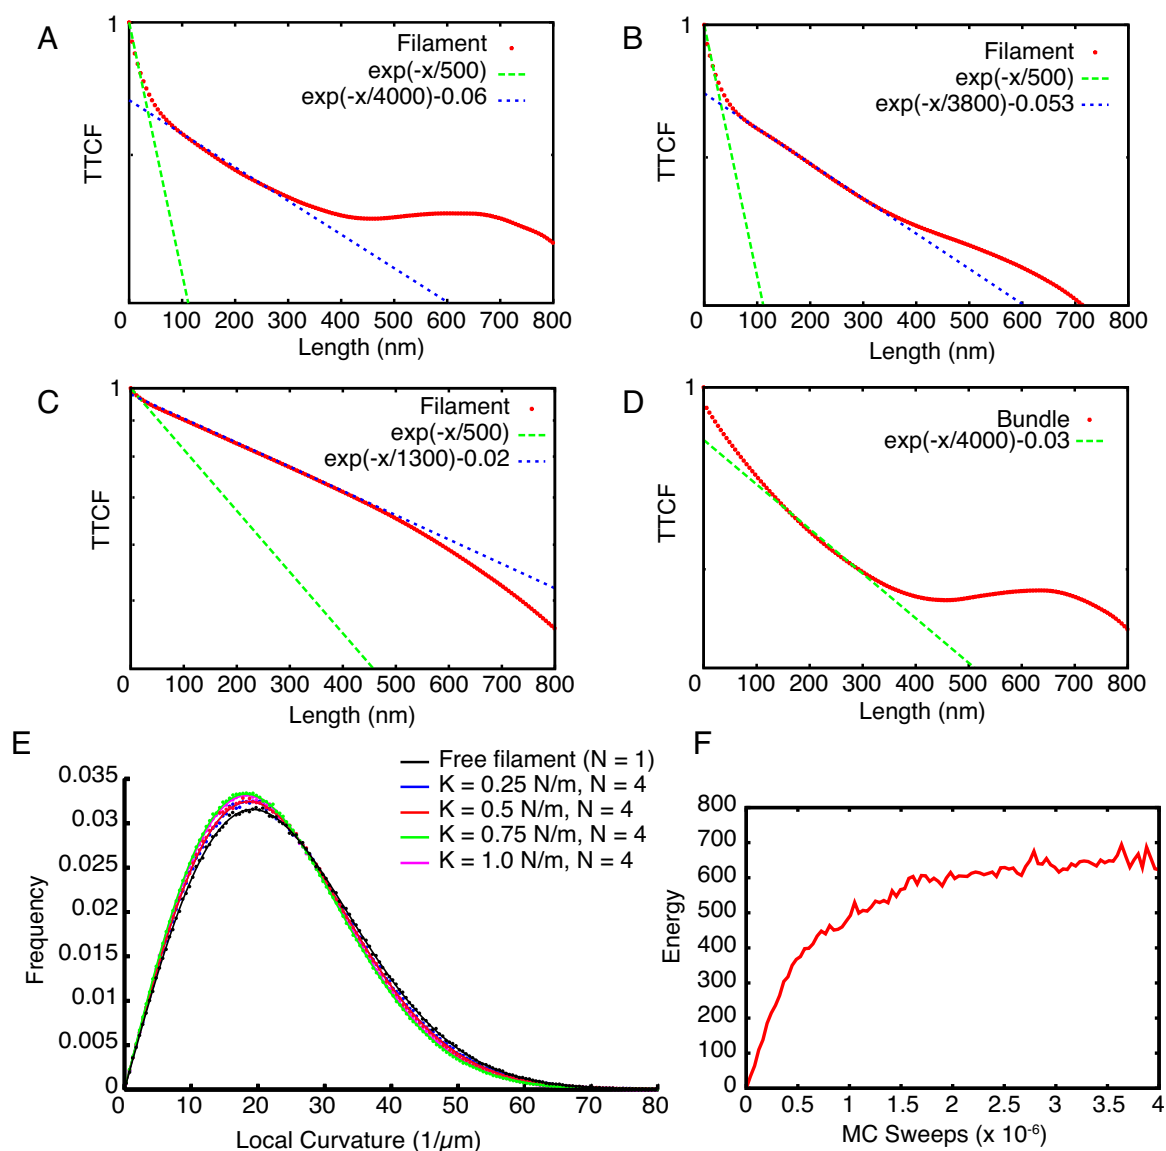 A
1
Filament
exp(-x/500)
exp(-x/4000)-0.06
TTCF
0 100 200 300 400 500 600 700 800
Length (nm)
B
1
Filament
exp(-x/500)
exp(-x/3800)-0.053
TTCF
0 100 200 300 400 500 600 700 800
Length (nm)
C
1
Filament
exp(-x/500)
exp(-x/1300)-0.02
TTCF
0 100 200 300 400 500 600 700 800
Length (nm)
D
1
Bundle
exp(-x/4000)-0.03
TTCF
0 100 200 300 400 500 600 700 800
Length (nm)
E
Free filament (N = 1)
K = 0.25 N/m, N = 4
K = 0.5 N/m, N = 4
K = 0.75 N/m, N = 4
K = 1.0 N/m, N = 4
0.035
0.03
0.025
0.02
0.015
0.01
0.005
0
Frequency
0 10 20 30 40 50 60 80
Local Curvature (1/µm)
F
800
700
600
500
400
300
200
100
0
Energy
0 0.5 1 1.5 2 2.5 3 3.5 4
MC Sweeps (x 10⁻⁶)